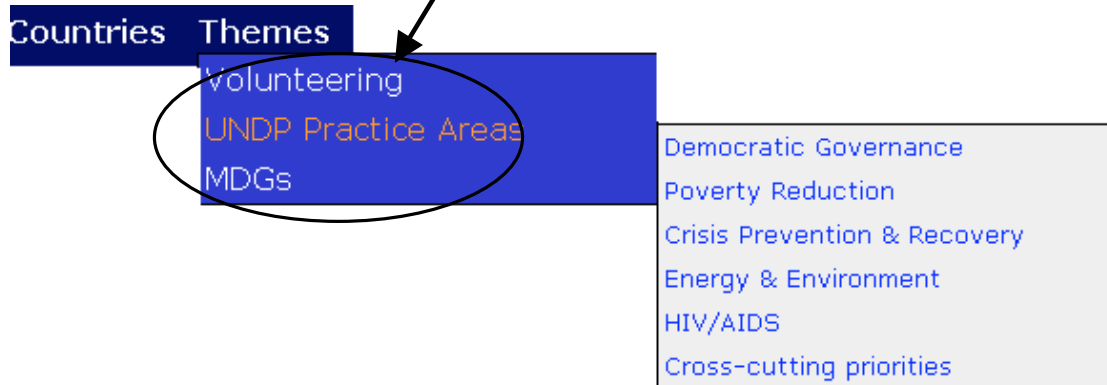 Countries Themes
Volunteering
UNDP Practice Areas
MDGs
Democratic Governance
Poverty Reduction
Crisis Prevention & Recovery
Energy & Environment
HIV/AIDS
Cross-cutting priorities